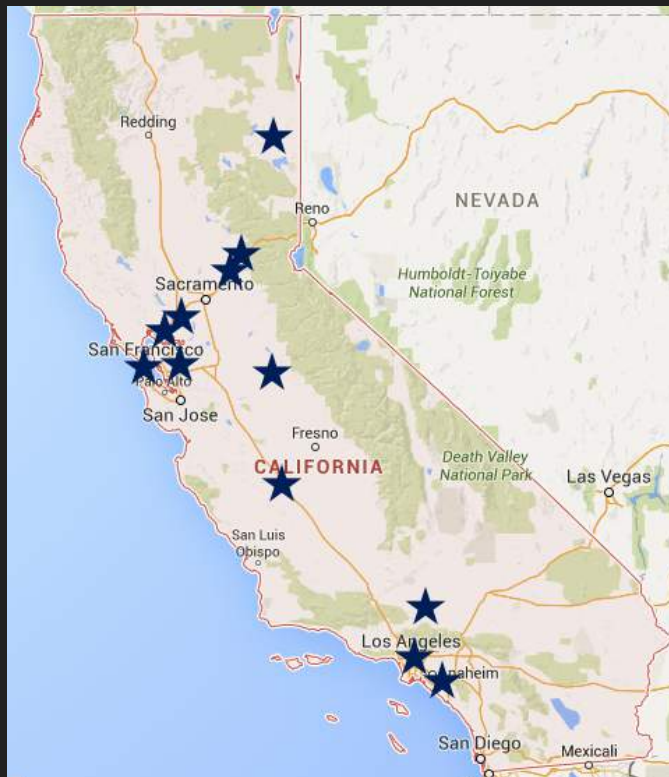 Redding
Reno
NEVADA
Humboldt-Toiyabe
National Forest
Sacramento
San Francisco
Palo Alto
San Jose
Fresno
CALIFORNIA
Death Valley
National Park
Las Vegas
San Luis
Obispo
Los Angeles
naheim
San Diego
Mexicali